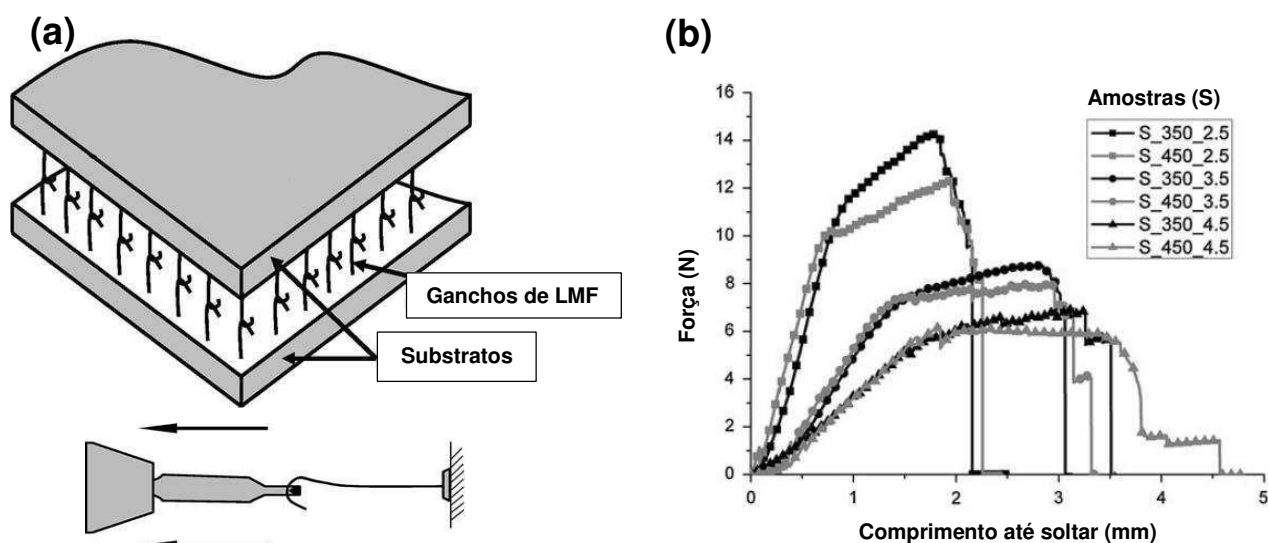 (a)
Ganchos de LMF
Substratos
(b)
Força (N)
16
14
12
10
8
6
4
2
0
Amostras (S)
S_350_2.5
S_450_2.5
S_350_3.5
S_450_3.5
S_350_4.5
S_450_4.5
0 1 2 3 4 5
Comprimento até soltar (mm)